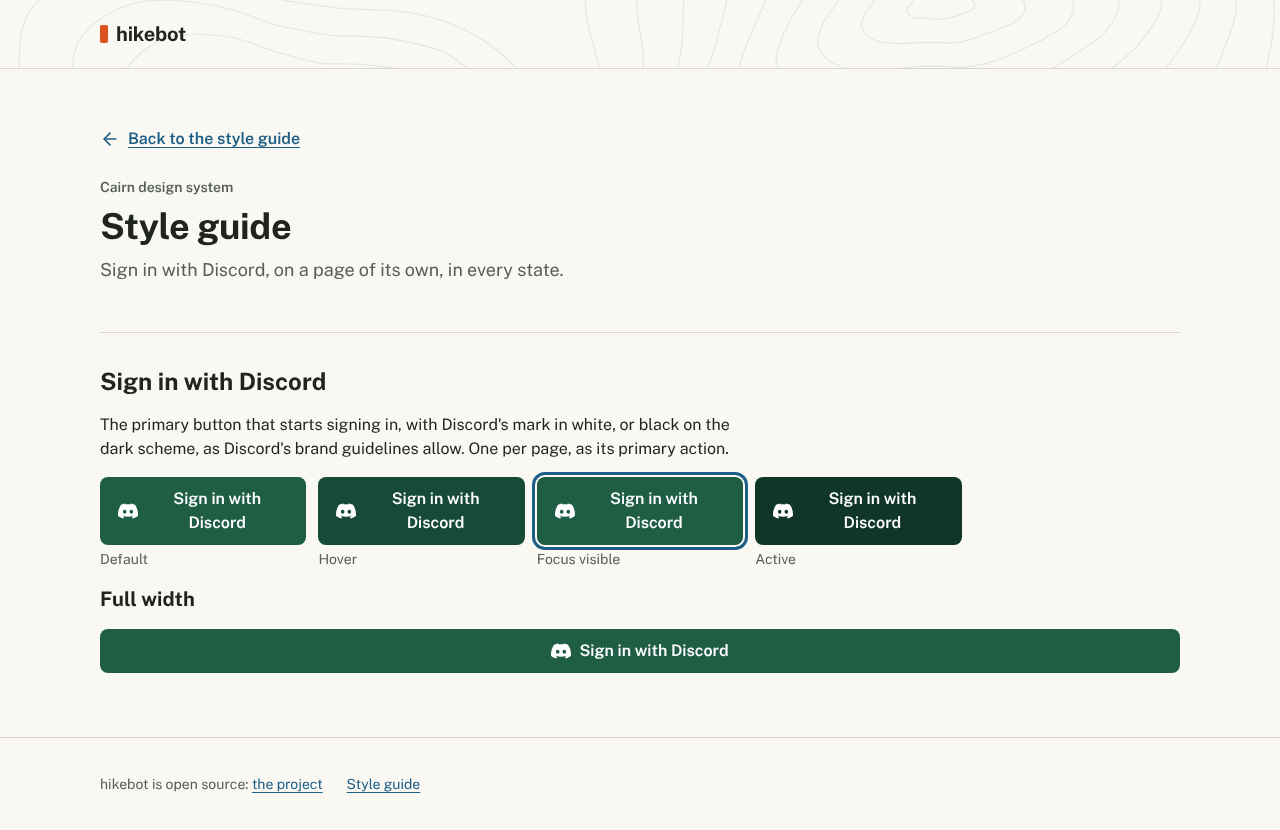 hikebot
Back to the style guide
Cairn design system
Style guide
Sign in with Discord, on a page of its own, in every state.
Sign in with Discord
The primary button that starts signing in, with Discord's mark in white, or black on the
dark scheme, as Discord's brand guidelines allow. One per page, as its primary action.
Sign in with
Discord
Default
Sign in with
Discord
Hover
Sign in with
Discord
Focus visible
Sign in with
Discord
Active
Full width
Sign in with Discord
hikebot is open source: the project
Style guide